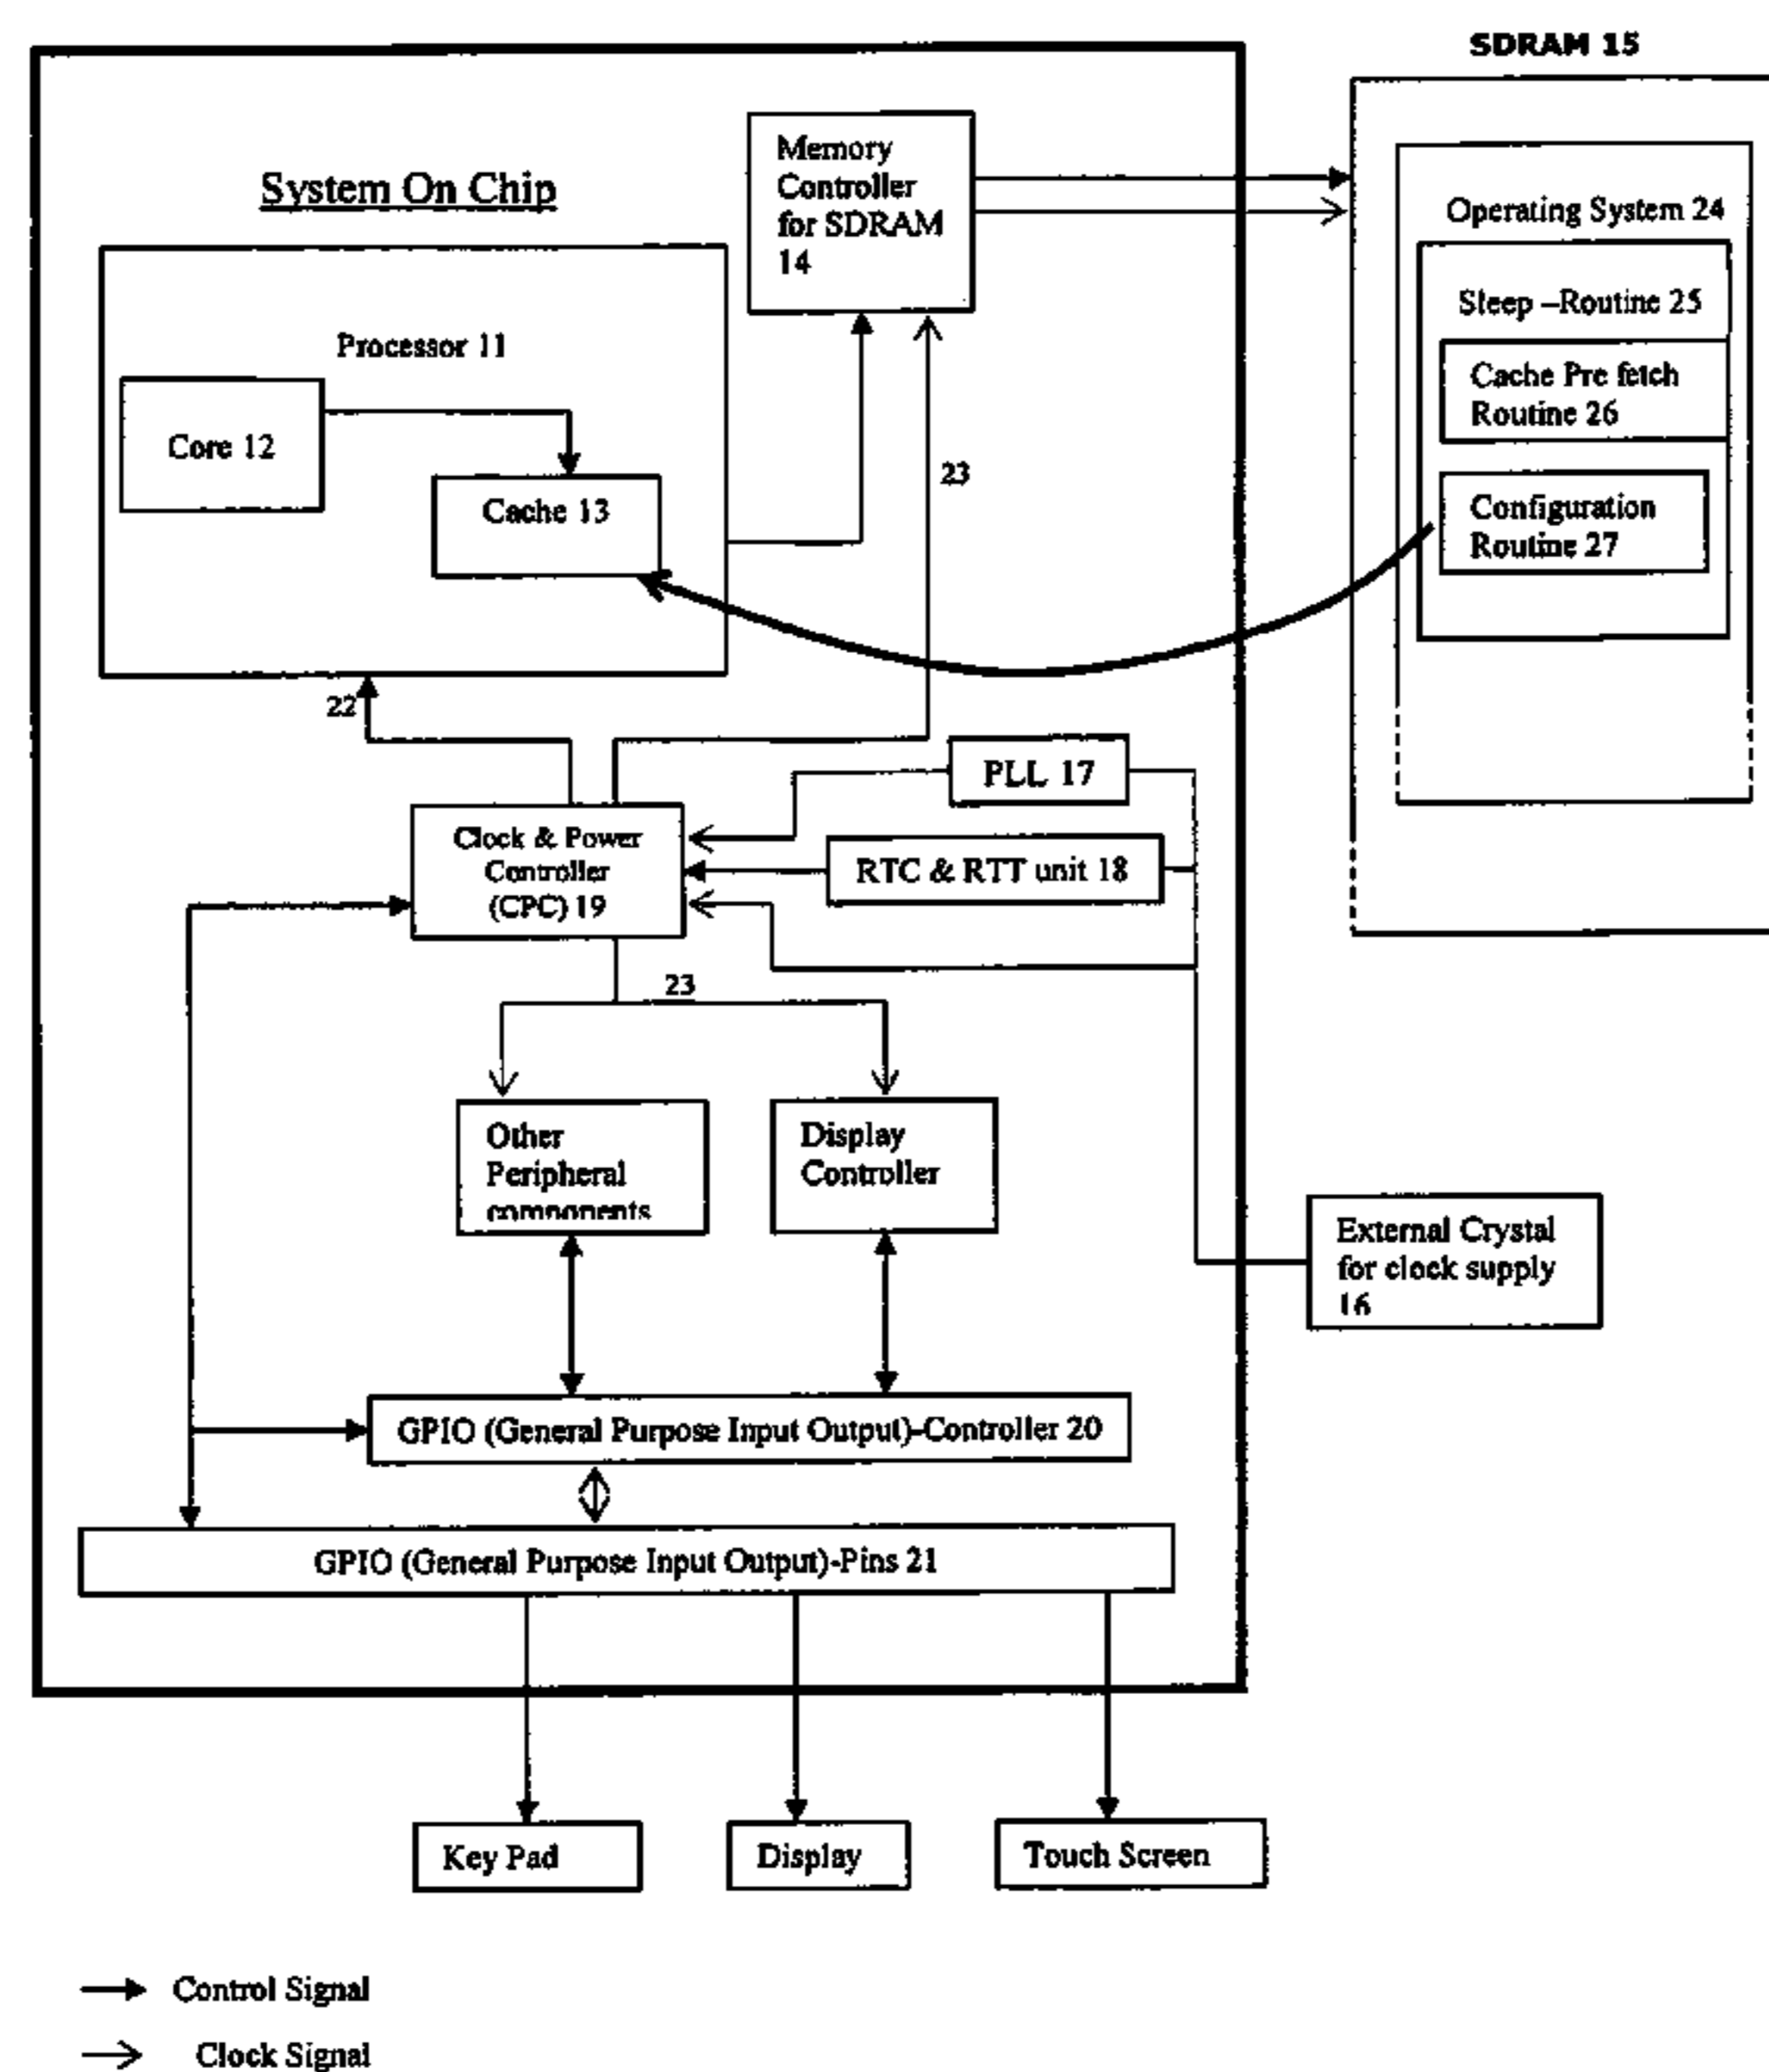 SDRAM 15
System On Chip
Memory
Controller
for SDRAM
14
Operating System 24
Sleep –Routine 25
Cache Pre fetch
Routine 26
Configuration
Routine 27
Processor 11
Core 12
Cache 13
23
22
PLL 17
Clock & Power
Controller
(CPC) 19
RTC & RTT unit 18
23
Other
Peripheral
components
Display
Controller
External Crystal
for clock supply
16
GPIO (General Purpose Input Output)-Controller 20
GPIO (General Purpose Input Output)-Pins 21
Key Pad
Display
Touch Screen
Control Signal
Clock Signal